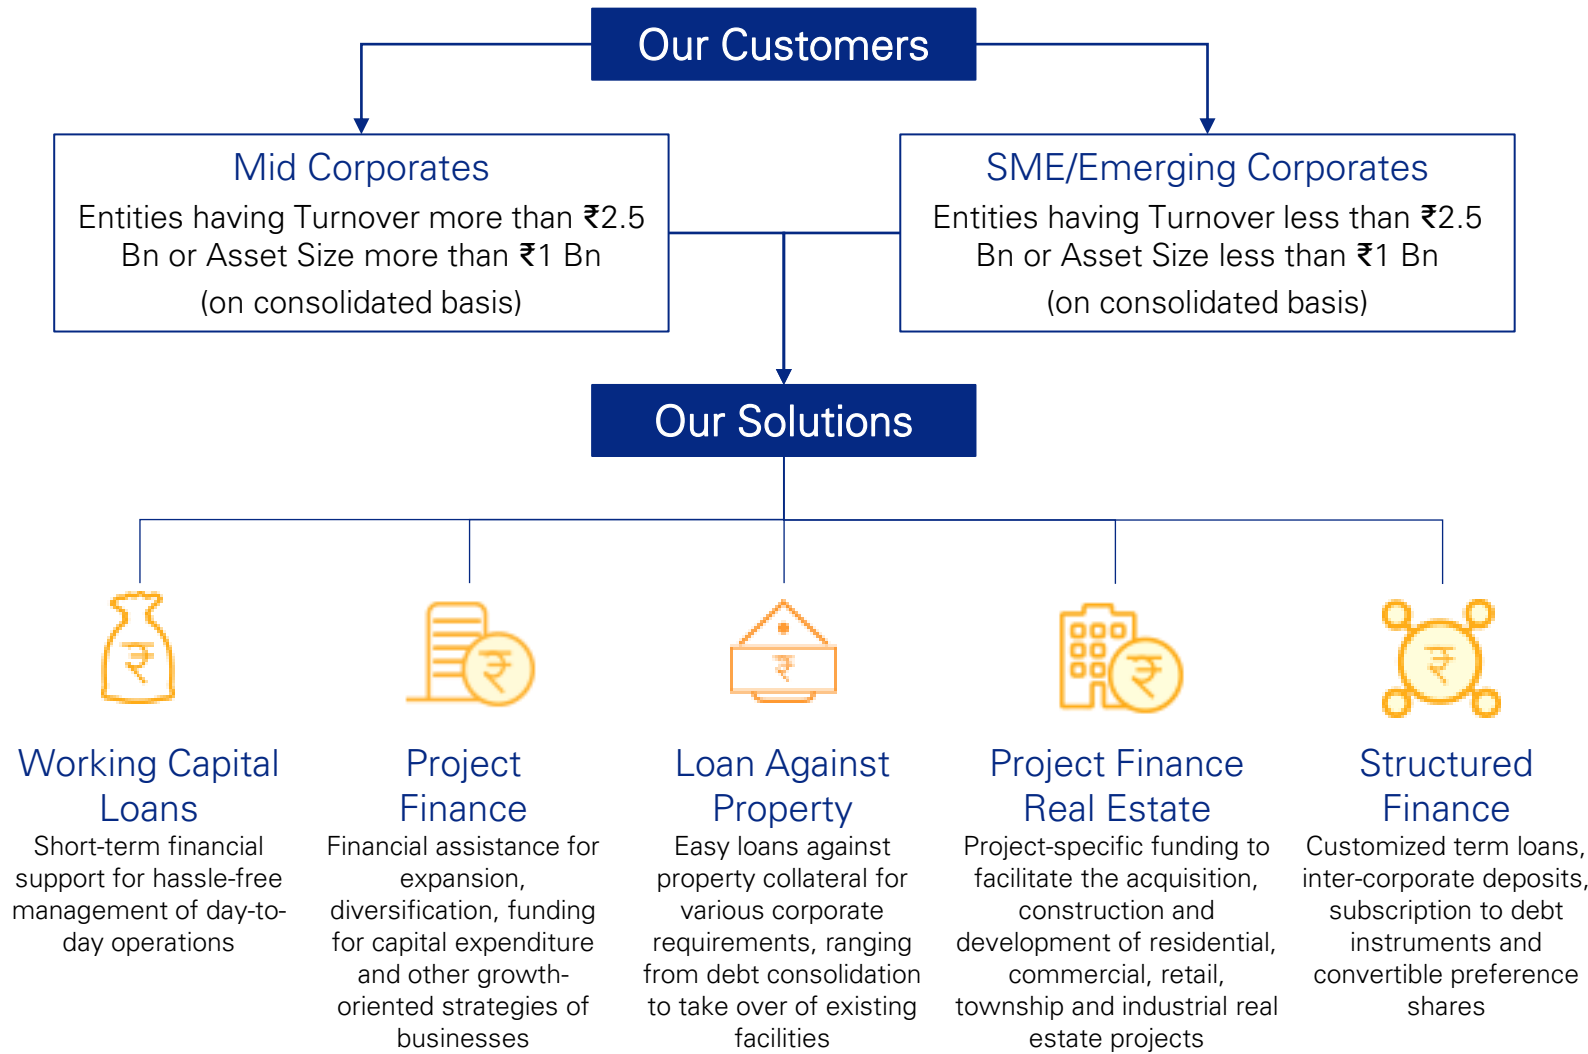 Our Customers
Mid Corporates
Entities having Turnover more than ₹2.5
Bn or Asset Size more than ₹1 Bn
(on consolidated basis)
SME/Emerging Corporates
Entities having Turnover less than ₹2.5
Bn or Asset Size less than ₹1 Bn
(on consolidated basis)
Our Solutions
₹
₹
₹
₹
₹
Working Capital
Loans
Short-term financial
support for hassle-free
management of day-to-
day operations
Project
Finance
Financial assistance for
expansion,
diversification, funding
for capital expenditure
and other growth-
oriented strategies of
businesses
Loan Against
Property
Easy loans against
property collateral for
various corporate
requirements, ranging
from debt consolidation
to take over of existing
facilities
Project Finance
Real Estate
Project-specific funding to
facilitate the acquisition,
construction and
development of residential,
commercial, retail,
township and industrial real
estate projects
Structured
Finance
Customized term loans,
inter-corporate deposits,
subscription to debt
instruments and
convertible preference
shares